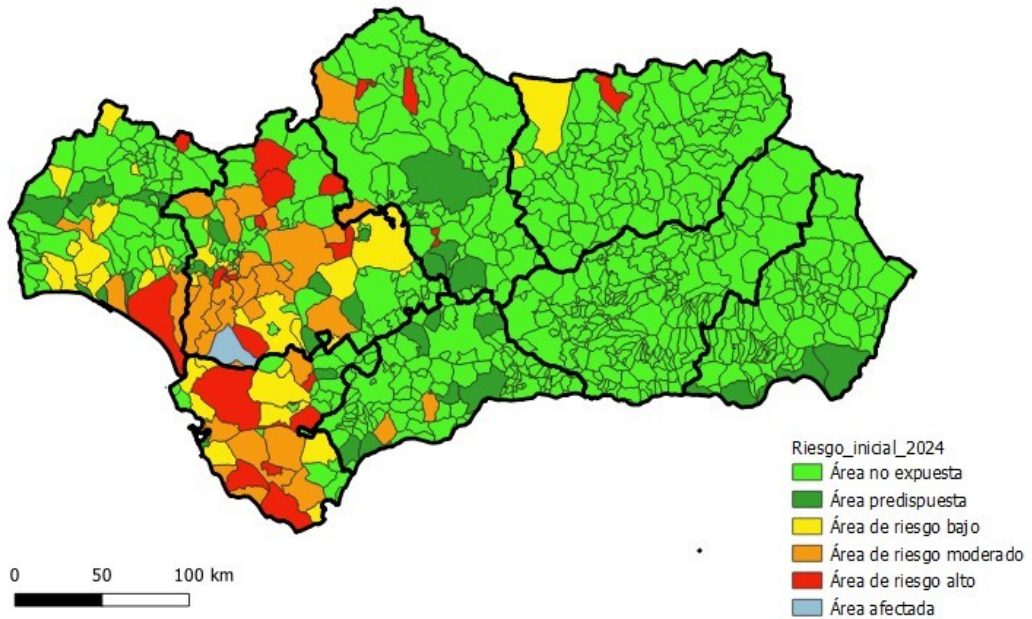 Riesgo_inicial_2024
Área no expuesta
Área predispuesta
Área de riesgo bajo
Área de riesgo moderado
Área de riesgo alto
Área afectada
0 50 100 km